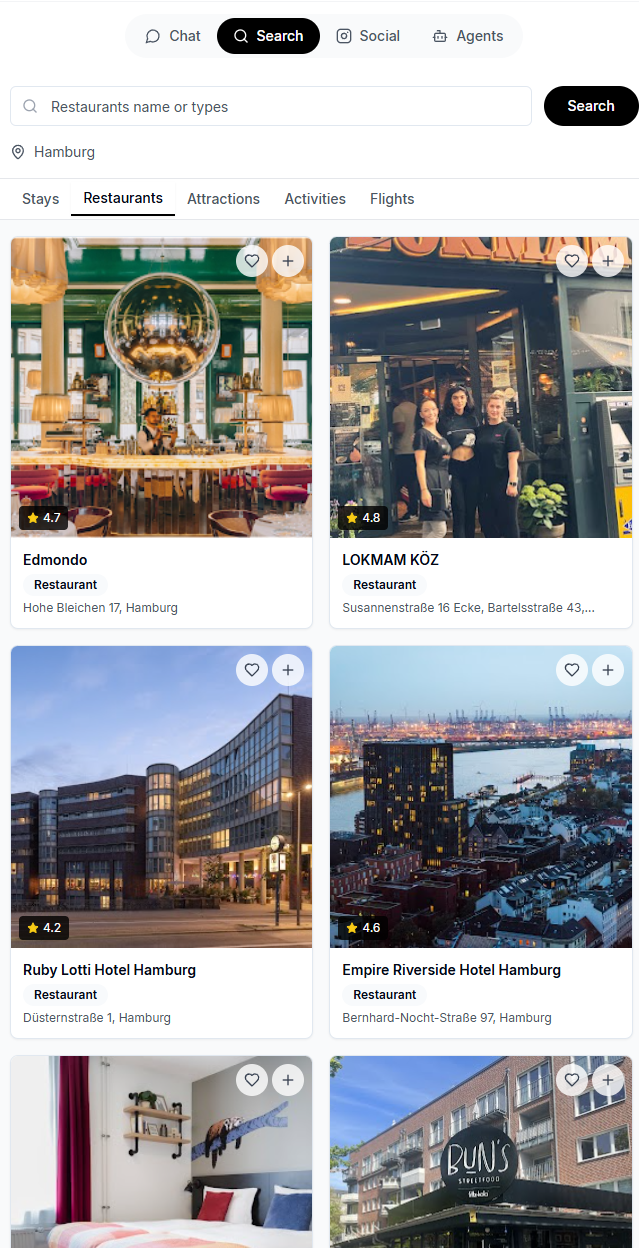 Chat Search Social Agents
Restaurants name or types Search
Hamburg
Stays Restaurants Attractions Activities Flights
LOKMAM
4.7
4.8
Edmondo
Restaurant
Hohe Bleichen 17, Hamburg
LOKMAM KÖZ
Restaurant
Susannenstraße 16 Ecke, Bartelsstraße 43,...
4.2
4.6
Ruby Lotti Hotel Hamburg
Restaurant
Düsternstraße 1, Hamburg
Empire Riverside Hotel Hamburg
Restaurant
Bernhard-Nocht-Straße 97, Hamburg
BUN'S
STREETFOOD
fritz-kola